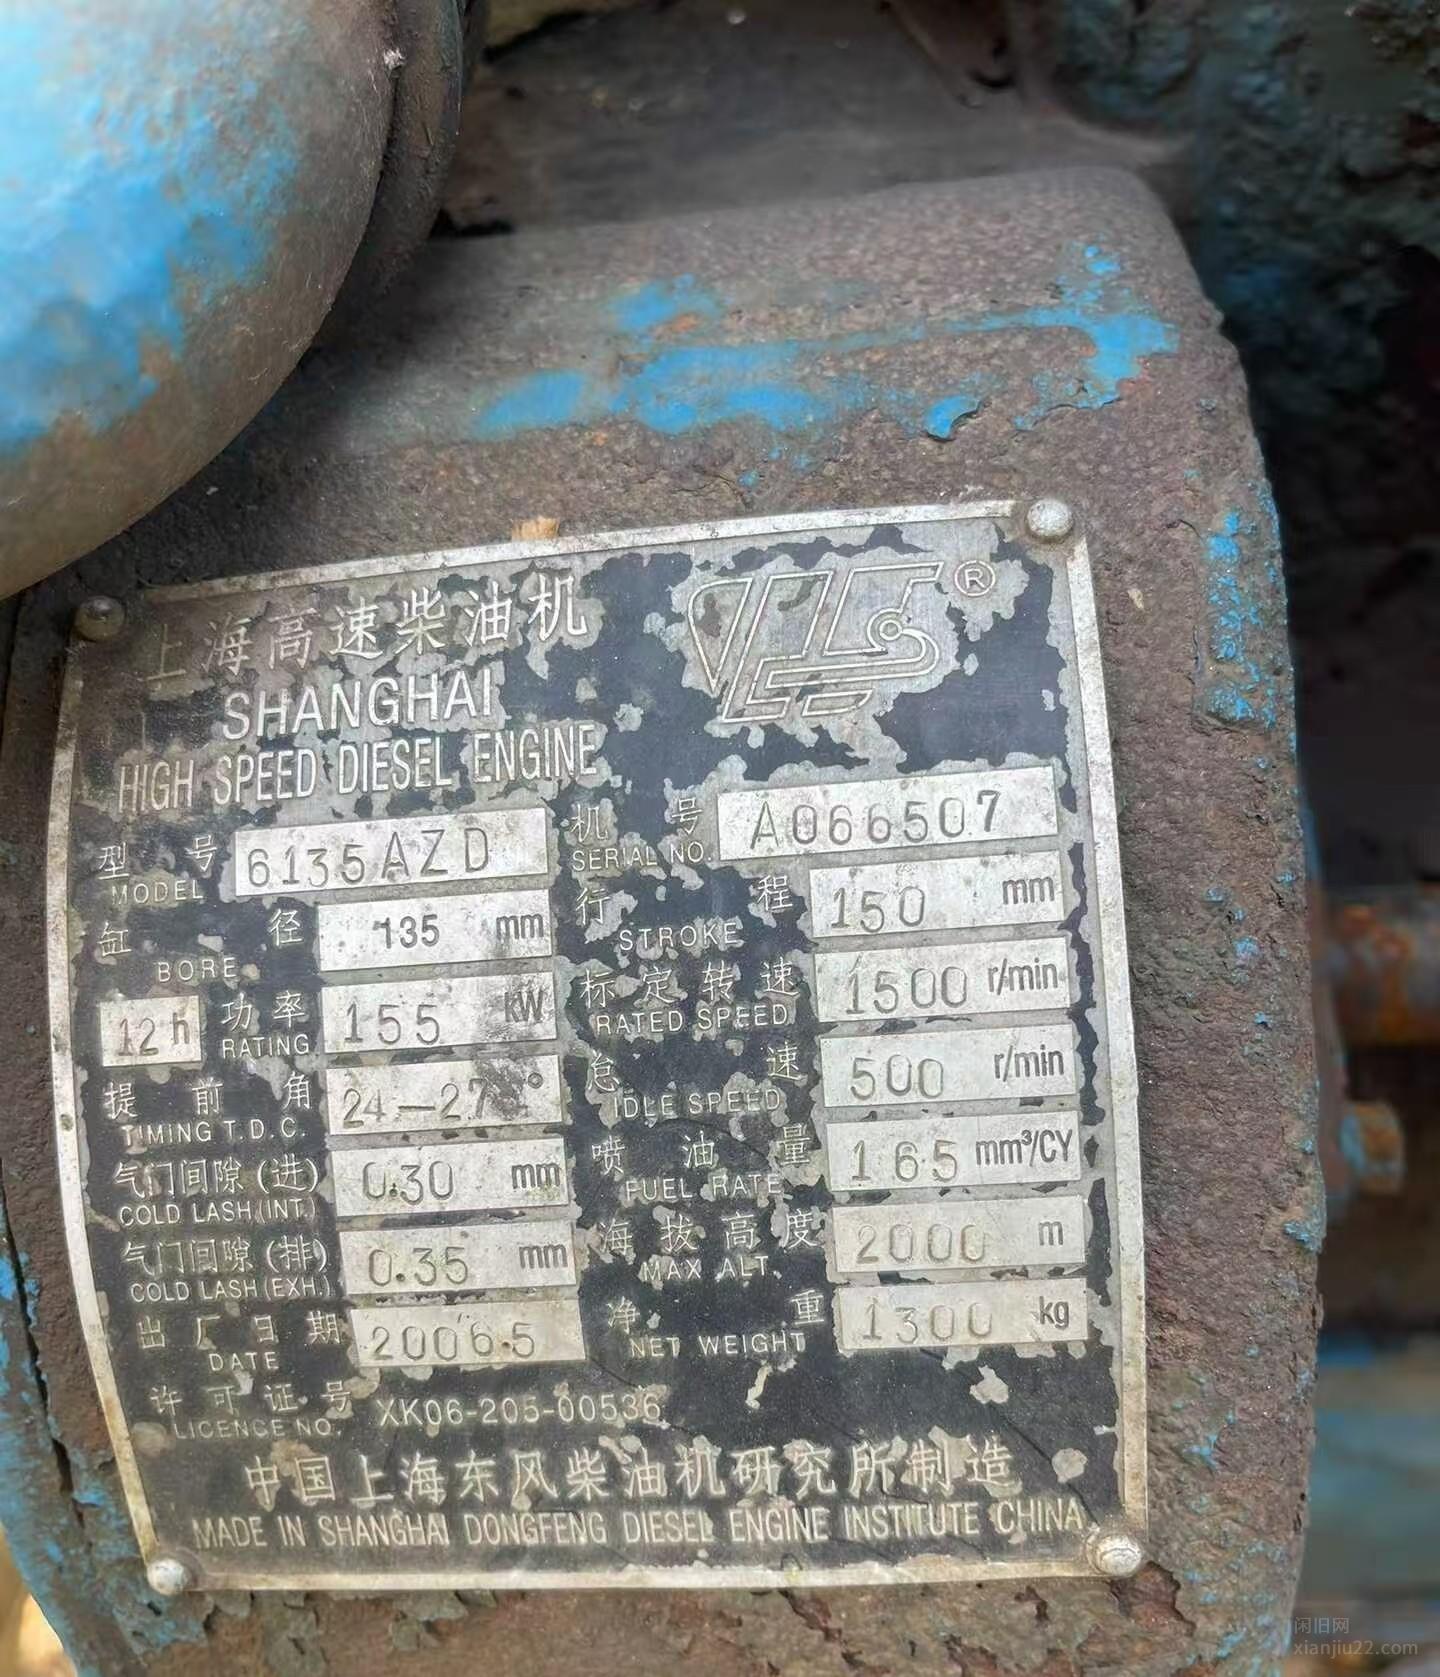 上海高速柴油机
®
SHANGHAI
HIGH SPEED DIESEL ENGINE
型号 6135AZD 机号 A066507
MODEL SERIAL NO.
缸径 135 mm 行程 150 mm
BORE STROKE
12h 功率 155 kW 标定转速 1500 r/min
RATING RATED SPEED
提前角 24—27° 怠速 500 r/min
TIMING T.D.C. IDLE SPEED
气门间隙(进) 0.30 mm 喷油量 165 mm³/CY
COLD LASH(INT.) FUEL RATE
气门间隙(排) 0.35 mm 海拔高度 2000 m
COLD LASH(EXH.) MAX ALT.
出厂日期 2006.5 净重 1300 kg
DATE NET WEIGHT
许可证号 XK06-205-00536
LICENCE NO.
中国上海东风柴油机研究所制造
MADE IN SHANGHAI DONGFENG DIESEL ENGINE INSTITUTE CHINA
闲旧网
xianjiu22.com